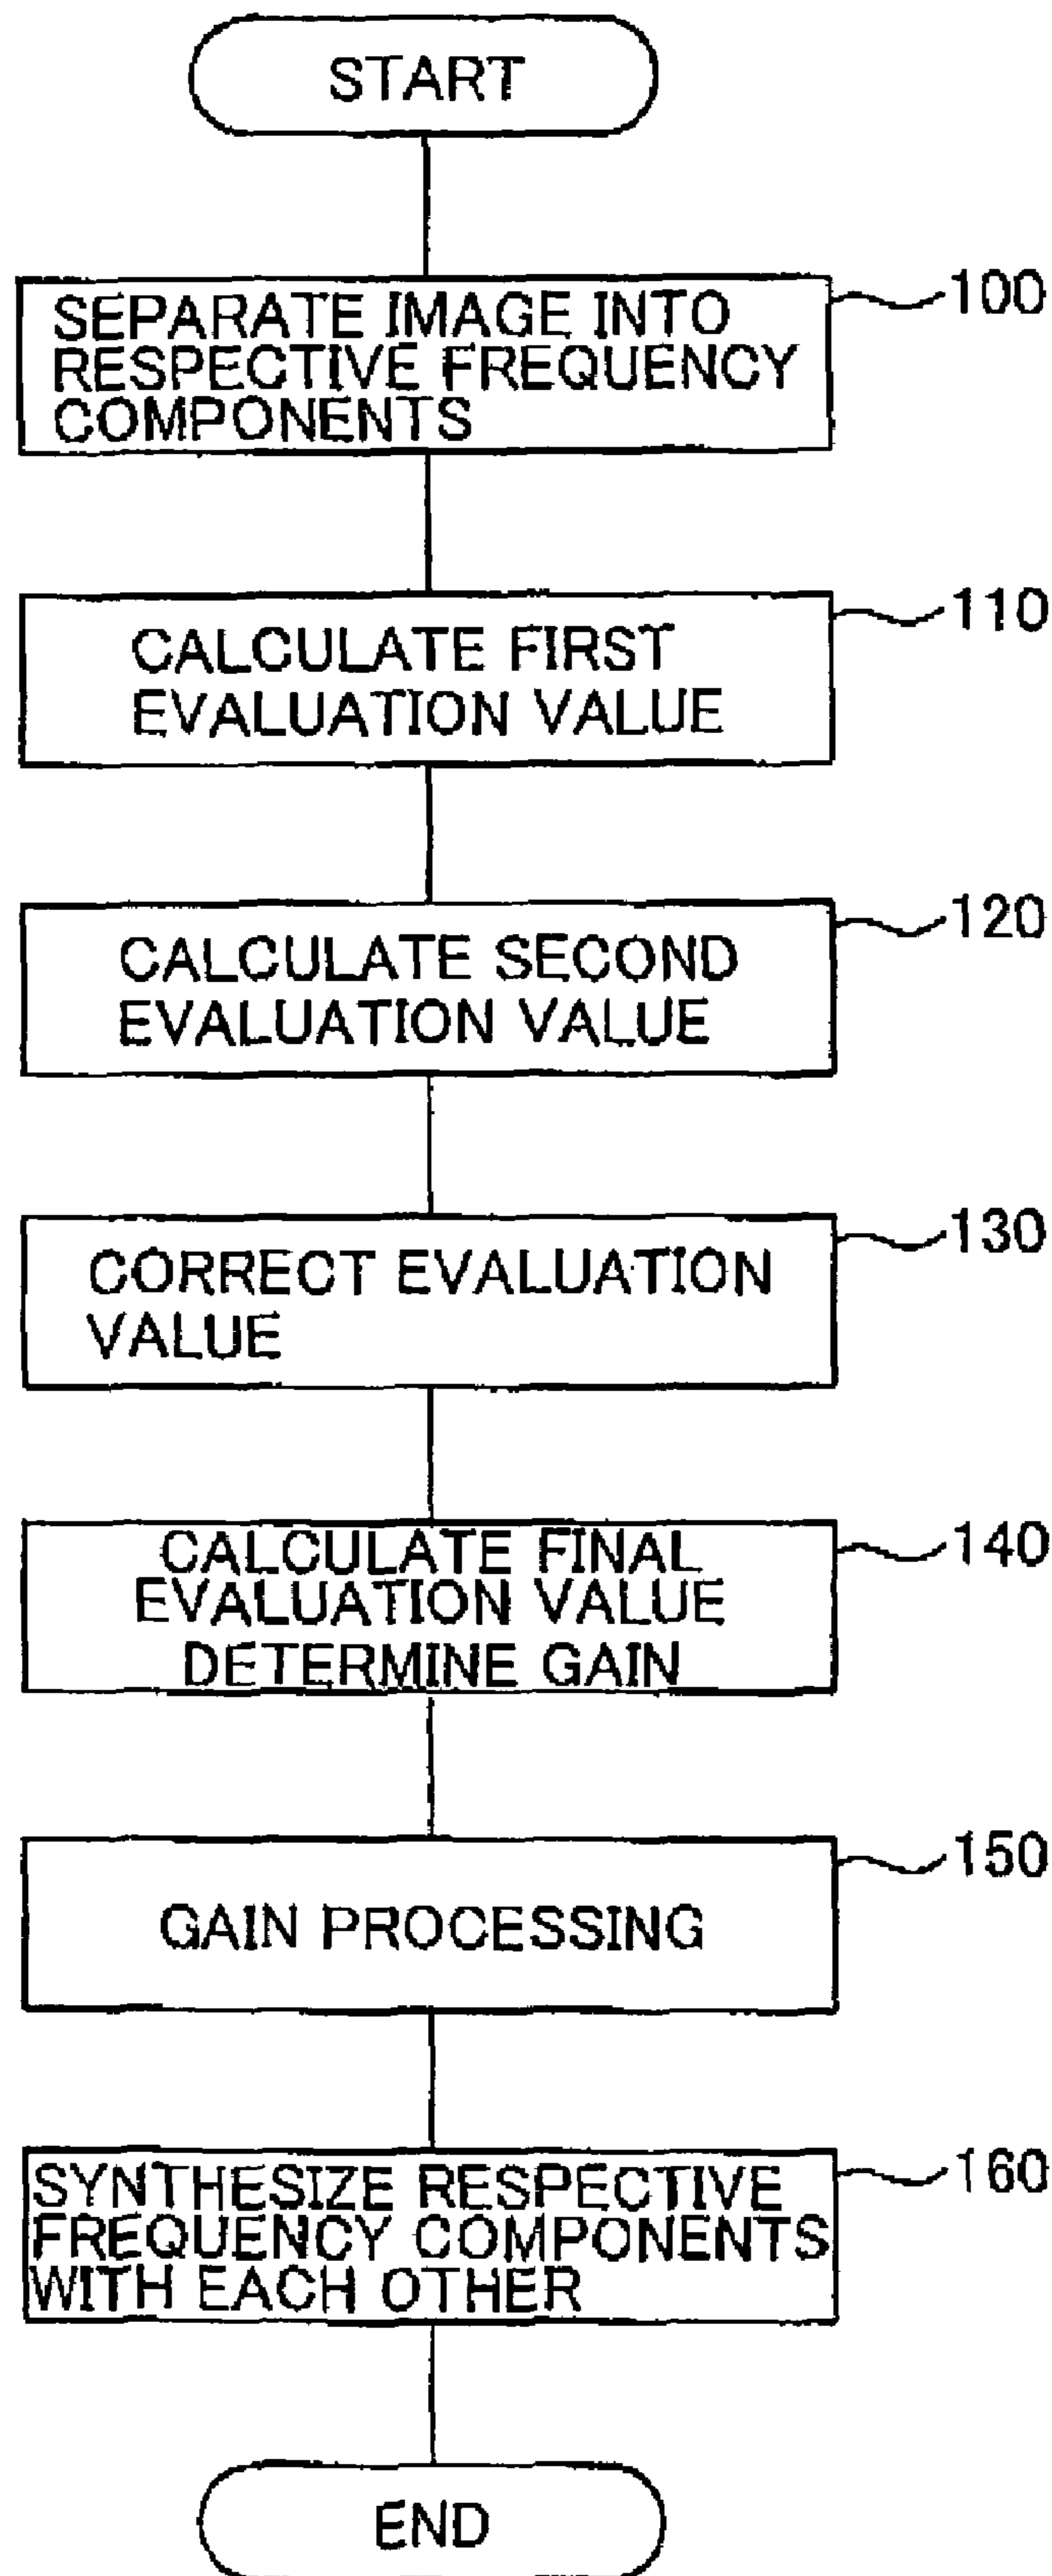 START
100
SEPARATE IMAGE INTO
RESPECTIVE FREQUENCY
COMPONENTS
110
CALCULATE FIRST
EVALUATION VALUE
120
CALCULATE SECOND
EVALUATION VALUE
130
CORRECT EVALUATION
VALUE
140
CALCULATE FINAL
EVALUATION VALUE
DETERMINE GAIN
150
GAIN PROCESSING
160
SYNTHESIZE RESPECTIVE
FREQUENCY COMPONENTS
WITH EACH OTHER
END